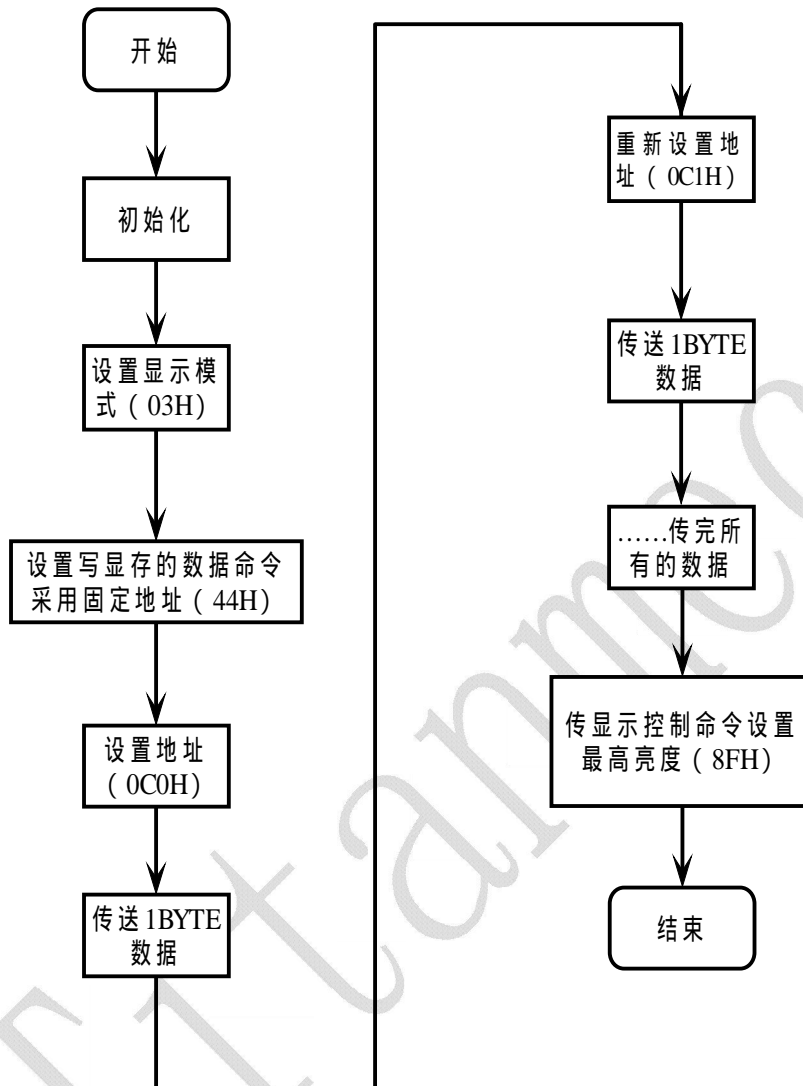 开始
初始化
设置显示模
式（03H）
设置写显存的数据命令
采用固定地址（44H）
设置地址
（0C0H）
传送1BYTE
数据
重新设置地
址（0C1H）
传送1BYTE
数据
……传完所
有的数据
传显示控制命令设置
最高亮度（8FH）
结束